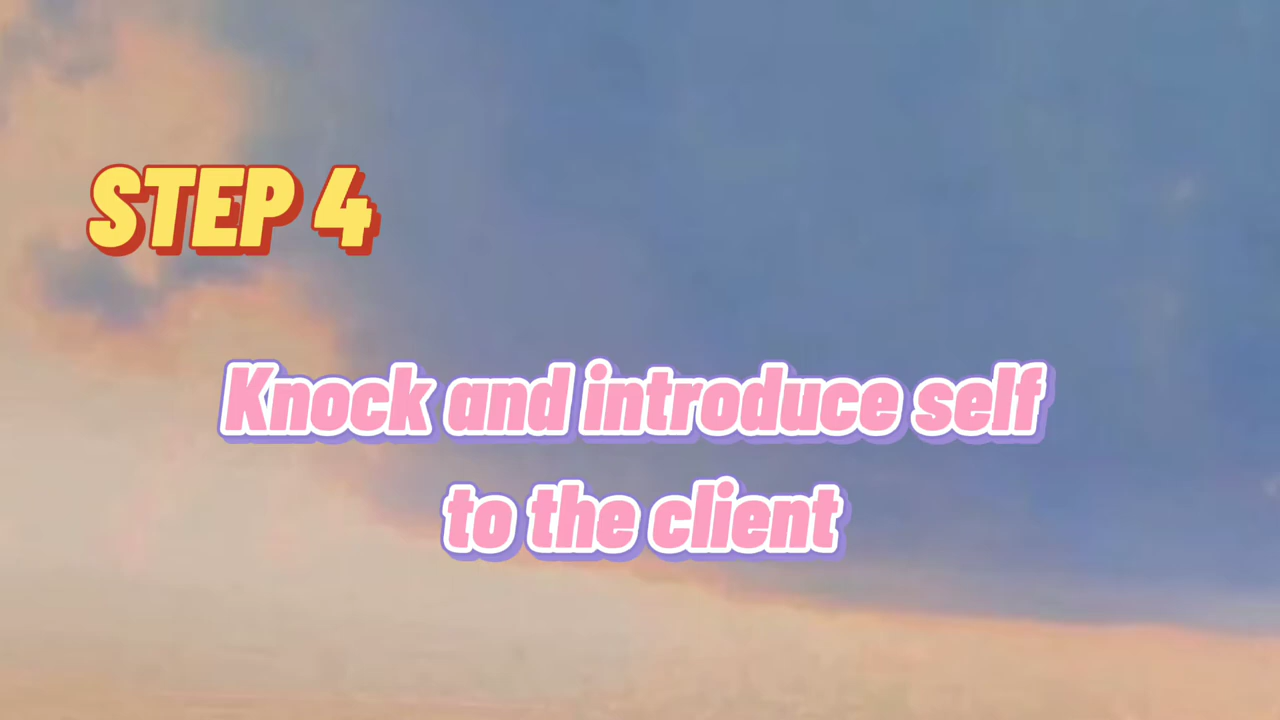 STEP 4
Knock and introduce self
to the client